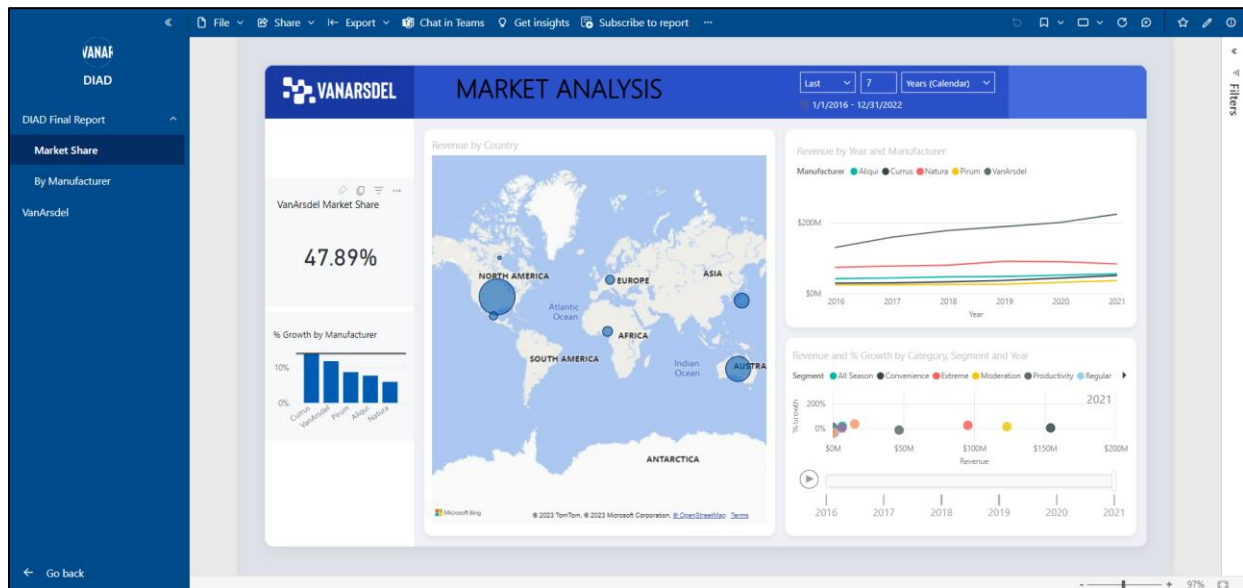 File Share Export Chat in Teams Get insights Subscribe to report ...
VANAR
DIAD
DIAD Final Report
Market Share
By Manufacturer
VanArsdel
Go back
VANARSDEL
MARKET ANALYSIS
Last 7 Years (Calendar)
1/1/2016 - 12/31/2022
Filters
VanArsdel Market Share
47.89%
% Growth by Manufacturer
10%
0%
Currus
VanArsdel
Pirum
Aliqui
Natura
Revenue by Country
NORTH AMERICA
EUROPE
ASIA
Atlantic
Ocean
AFRICA
SOUTH AMERICA
Indian
Ocean
AUSTRA
ANTARCTICA
Microsoft Bing
© 2023 TomTom, © 2023 Microsoft Corporation, © OpenStreetMap Terms
Revenue by Year and Manufacturer
Manufacturer Aliqui Currus Natura Pirum VanArsdel
$200M
$0M
2016 2017 2018 2019 2020 2021
Year
Revenue and % Growth by Category, Segment and Year
Segment All Season Convenience Extreme Moderation Productivity Regular
2021
% Growth
200%
0%
$0M $50M $100M $150M $200M
Revenue
2016 2017 2018 2019 2020 2021
- + 97%